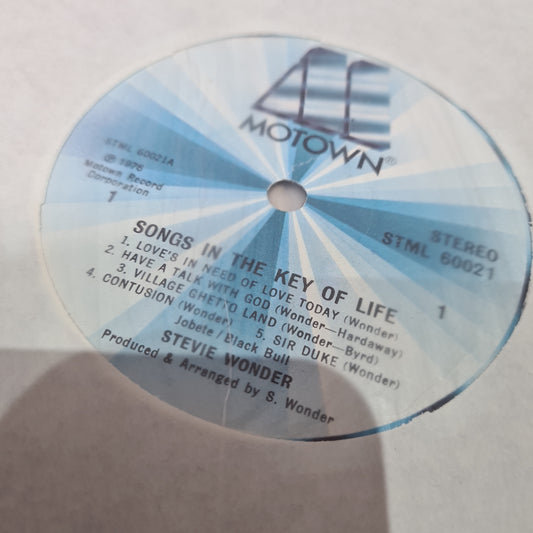 MOTOWN®
STML 60021A
℗ 1976
Motown Record
Corporation
1
STEREO
STML 60021
1
SONGS IN THE KEY OF LIFE
1. LOVE'S IN NEED OF LOVE TODAY (Wonder)
2. HAVE A TALK WITH GOD (Wonder—Hardaway)
3. VILLAGE GHETTO LAND (Wonder—Byrd)
4. CONTUSION (Wonder) 5. SIR DUKE (Wonder)
Jobete / Black Bull
STEVIE WONDER
Produced & Arranged by S. Wonder